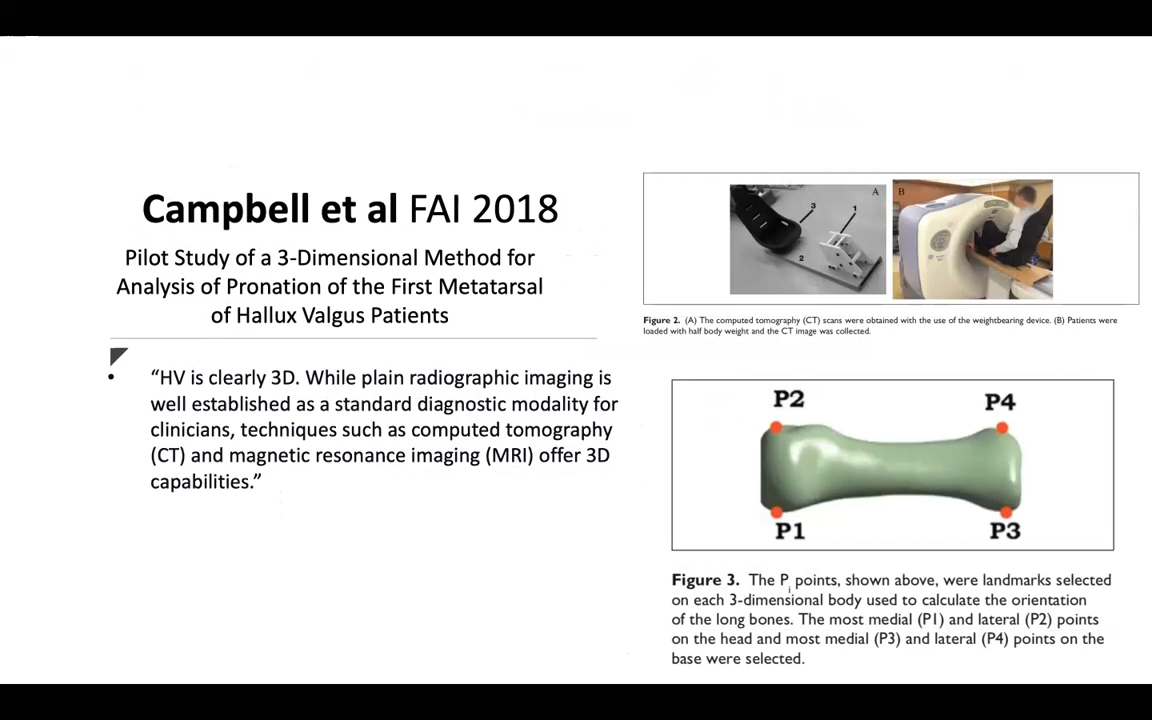 Campbell et al FAI 2018
Pilot Study of a 3-Dimensional Method for
Analysis of Pronation of the First Metatarsal
of Hallux Valgus Patients
• “HV is clearly 3D. While plain radiographic imaging is
well established as a standard diagnostic modality for
clinicians, techniques such as computed tomography
(CT) and magnetic resonance imaging (MRI) offer 3D
capabilities.”
A
3
1
2
B
Figure 2. (A) The computed tomography (CT) scans were obtained with the use of the weightbearing device. (B) Patients were
loaded with half body weight and the CT image was collected.
P2
P4
P1
P3
Figure 3. The Pi points, shown above, were landmarks selected
on each 3-dimensional body used to calculate the orientation
of the long bones. The most medial (P1) and lateral (P2) points
on the head and most medial (P3) and lateral (P4) points on the
base were selected.